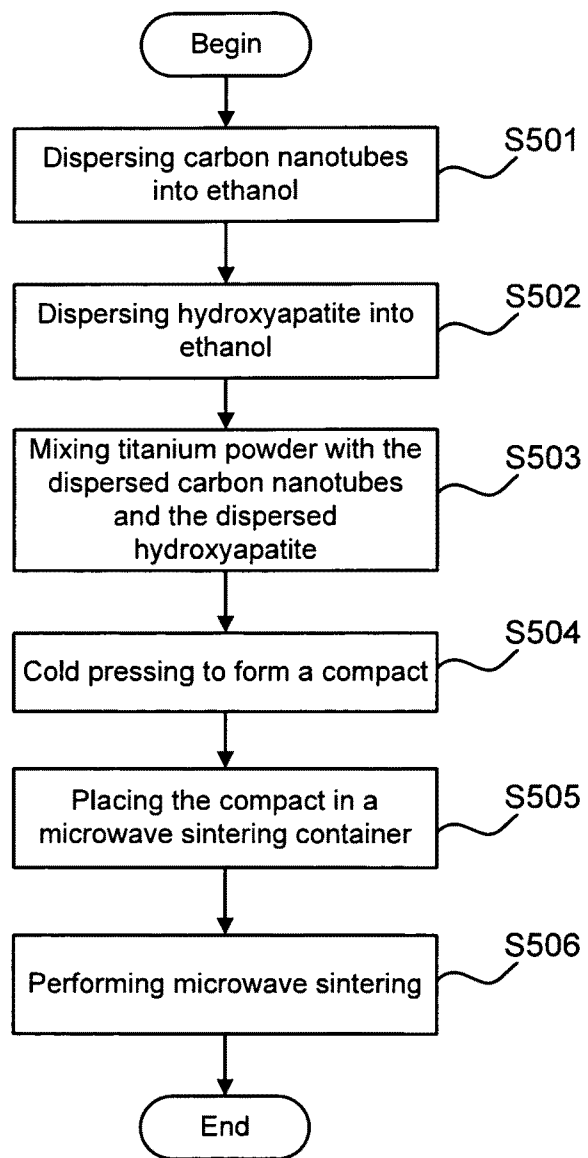 Begin
Dispersing carbon nanotubes
into ethanol
S501
Dispersing hydroxyapatite into
ethanol
S502
Mixing titanium powder with the
dispersed carbon nanotubes
and the dispersed
hydroxyapatite
S503
Cold pressing to form a compact
S504
Placing the compact in a
microwave sintering container
S505
Performing microwave sintering
S506
End